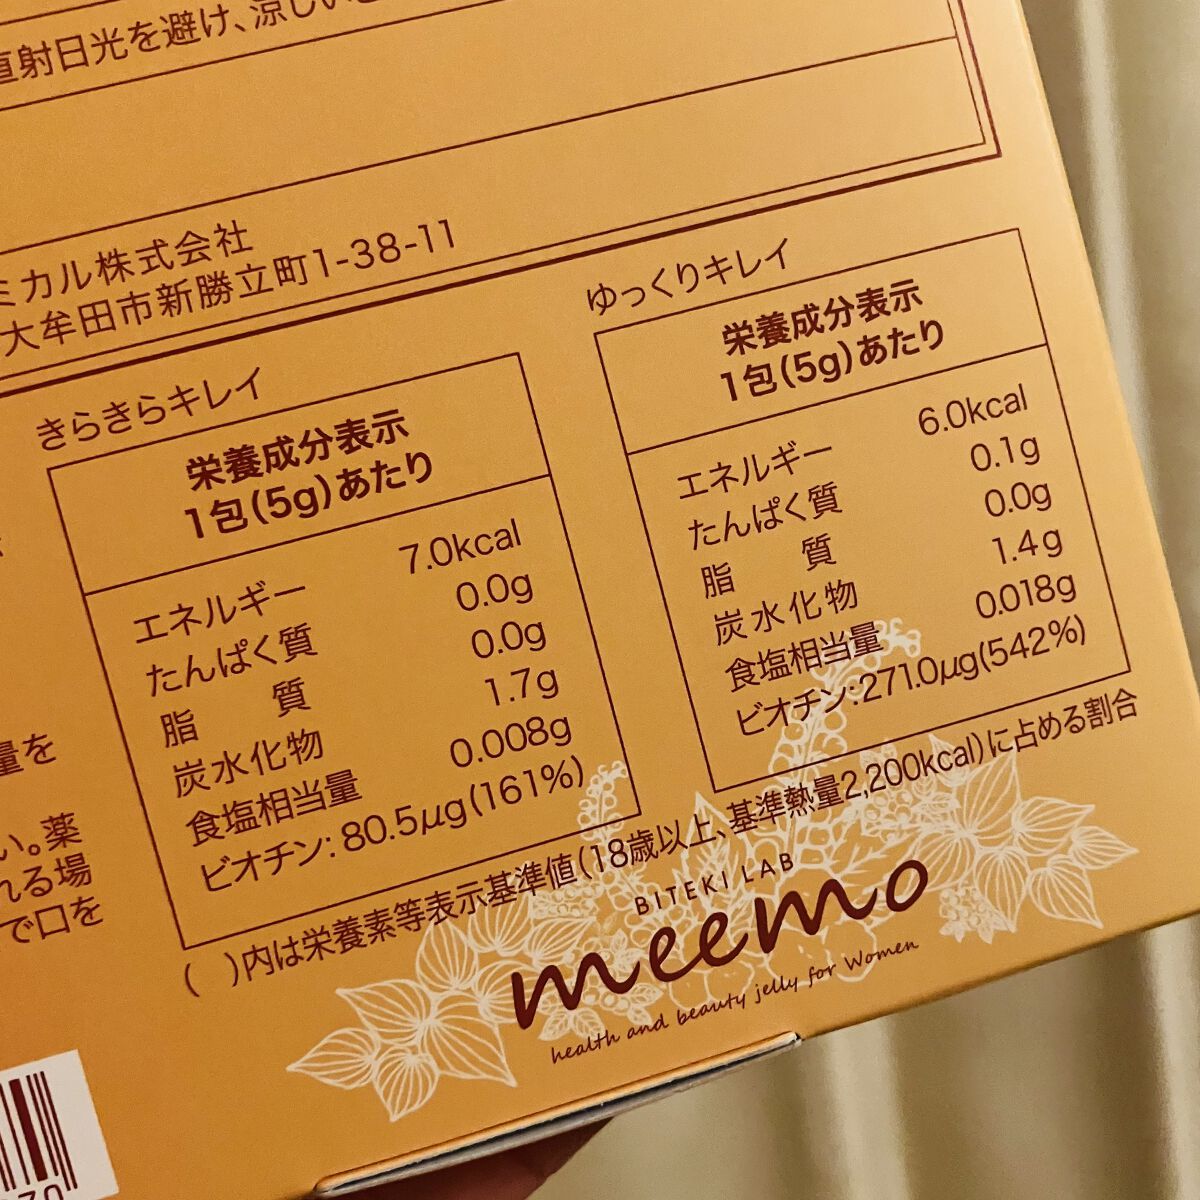 直射日光を避け、涼しい
ミカル株式会社
大牟田市新勝立町1-38-11
きらきらキレイ
栄養成分表示
1包(5g)あたり
エネルギー 7.0kcal
たんぱく質 0.0g
脂質 0.0g
炭水化物 1.7g
食塩相当量 0.008g
ビオチン: 80.5μg(161%)
ゆっくりキレイ
栄養成分表示
1包(5g)あたり
エネルギー 6.0kcal
たんぱく質 0.1g
脂質 0.0g
炭水化物 1.4g
食塩相当量 0.018g
ビオチン: 271.0μg(542%)
( )内は栄養素等表示基準値(18歳以上、基準熱量2,200kcal)に占める割合
量を
い。薬
れる場
で口を
BITEKI LAB
meemo
health and beauty jelly for Women